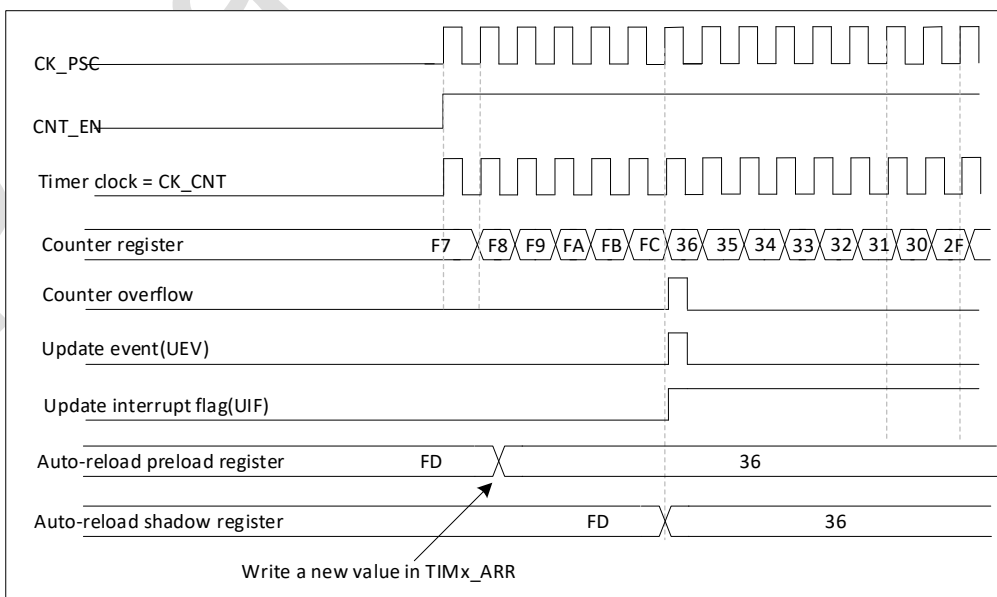 CK_PSC
CNT_EN
Timer clock = CK_CNT
Counter register F7 F8 F9 FA FB FC 36 35 34 33 32 31 30 2F
Counter overflow
Update event(UEV)
Update interrupt flag(UIF)
Auto-reload preload register FD 36
Auto-reload shadow register FD 36
Write a new value in TIMx_ARR